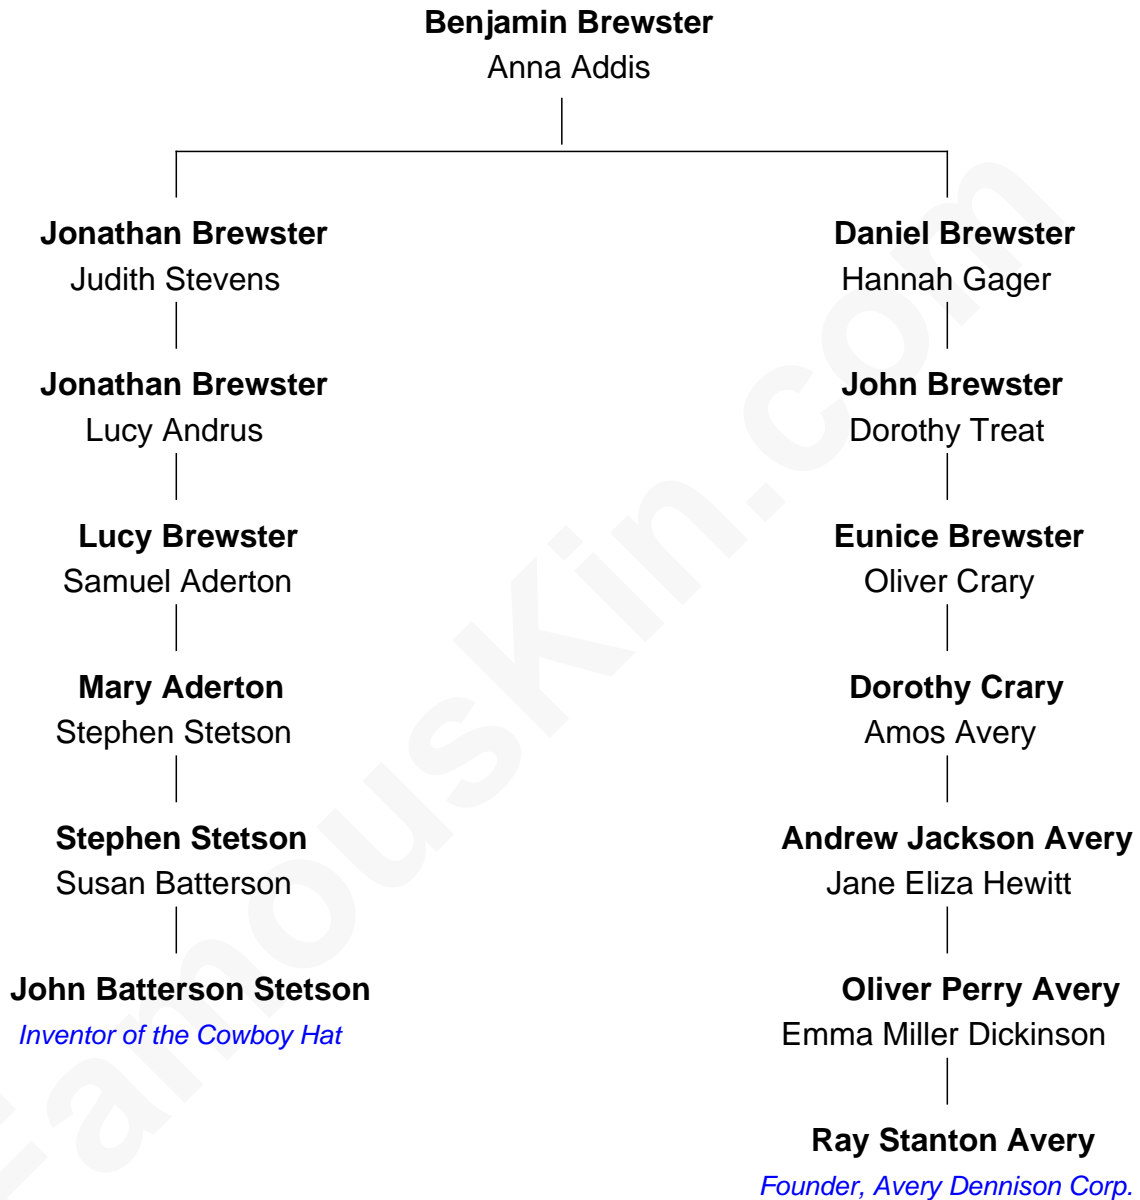 Benjamin Brewster
Anna Addis
Jonathan Brewster
Judith Stevens
Jonathan Brewster
Lucy Andrus
Lucy Brewster
Samuel Aderton
Mary Aderton
Stephen Stetson
Stephen Stetson
Susan Batterson
John Batterson Stetson
Inventor of the Cowboy Hat
Daniel Brewster
Hannah Gager
John Brewster
Dorothy Treat
Eunice Brewster
Oliver Crary
Dorothy Crary
Amos Avery
Andrew Jackson Avery
Jane Eliza Hewitt
Oliver Perry Avery
Emma Miller Dickinson
Ray Stanton Avery
Founder, Avery Dennison Corp.
FamousKin.com